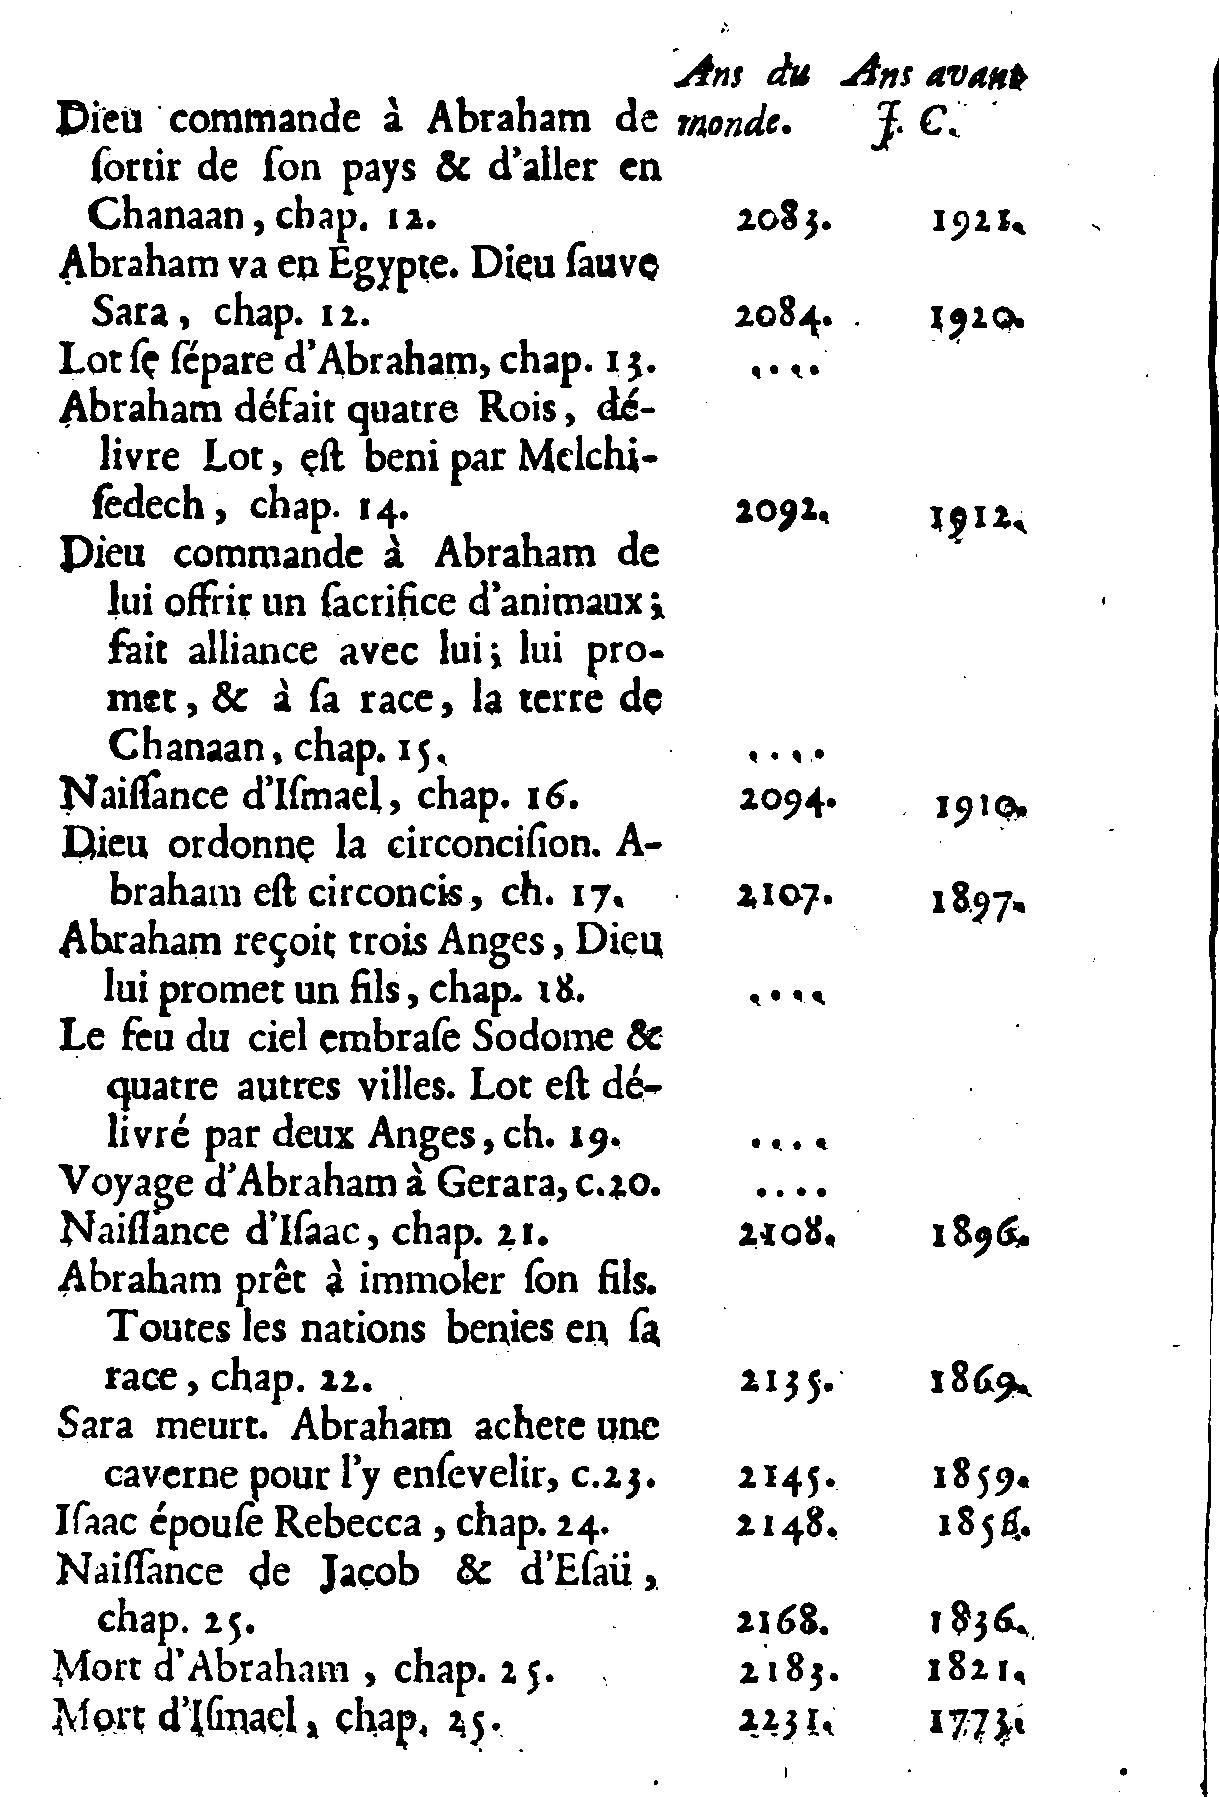 Ans du Ans avant
Dieu commande à Abraham de monde. J. C.
ſortir de ſon pays & d'aller en
Chanaan, chap. 12. 2083. 1921.
Abraham va en Egypte. Dieu ſauve
Sara, chap. 12. 2084. 1920.
Lot ſe ſépare d'Abraham, chap. 13. ....
Abraham défait quatre Rois, dé-
livre Lot, eſt beni par Melchi-
ſedech, chap. 14. 2092. 1912.
Dieu commande à Abraham de
lui offrir un ſacrifice d'animaux;
fait alliance avec lui; lui pro-
met, & à ſa race, la terre de
Chanaan, chap. 15. ....
Naiſſance d'Iſmael, chap. 16. 2094. 1910.
Dieu ordonne la circonciſion. A-
braham eſt circoncis, ch. 17. 2107. 1897.
Abraham reçoit trois Anges, Dieu
lui promet un fils, chap. 18. ....
Le feu du ciel embraſe Sodome &
quatre autres villes. Lot eſt dé-
livré par deux Anges, ch. 19. ....
Voyage d'Abraham à Gerara, c.20. ....
Naiſſance d'Iſaac, chap. 21. 2108. 1896.
Abraham prêt à immoler ſon fils.
Toutes les nations benies en ſa
race, chap. 22. 2135. 1869.
Sara meurt. Abraham achete une
caverne pour l'y enſevelir, c.23. 2145. 1859.
Iſaac épouſe Rebecca, chap. 24. 2148. 1856.
Naiſſance de Jacob & d'Eſaü,
chap. 25. 2168. 1836.
Mort d'Abraham, chap. 25. 2183. 1821.
Mort d'Iſmael, chap. 25. 2231. 1773.